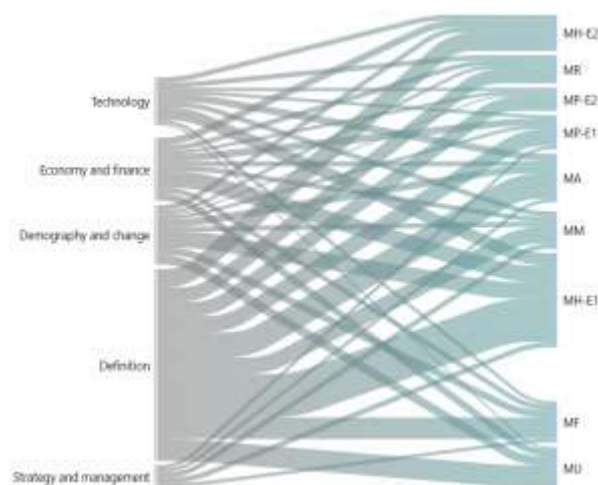 Technology
Economy and finance
Demography and change
Definition
Strategy and management
MH-E2
MR
MP-E2
MP-E1
MA
MM
MH-E1
MF
MU